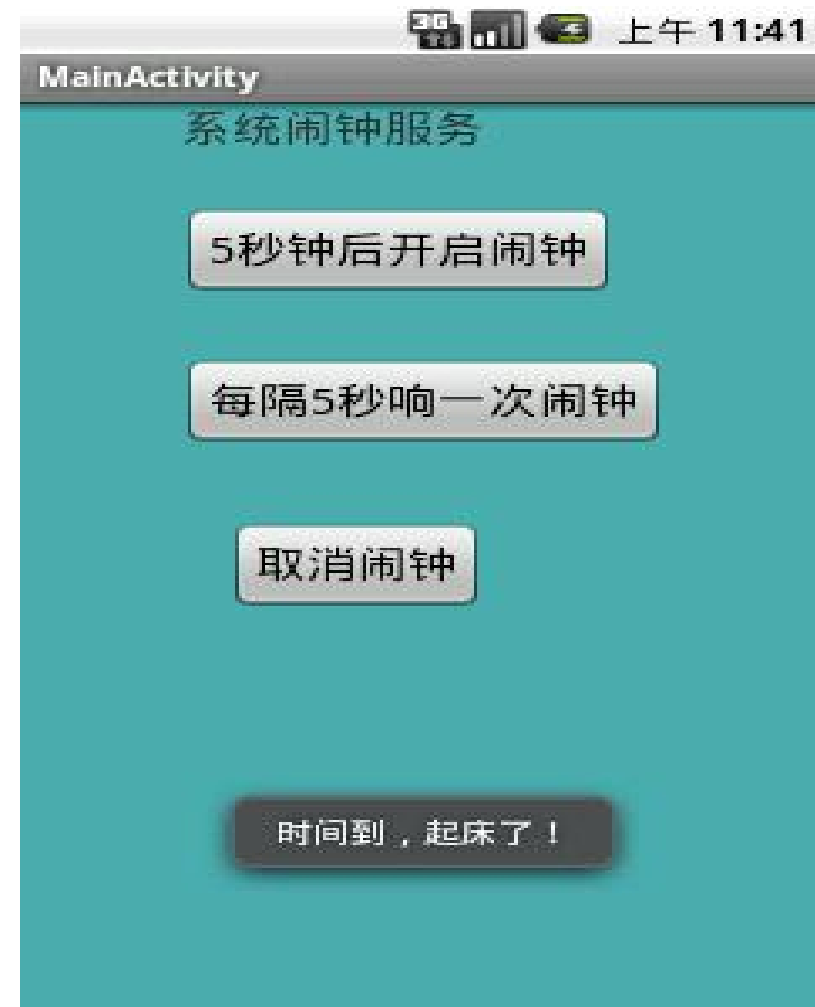 3G 上午 11:41
MainActivity
系统闹钟服务
5秒钟后开启闹钟
每隔5秒响一次闹钟
取消闹钟
时间到，起床了！